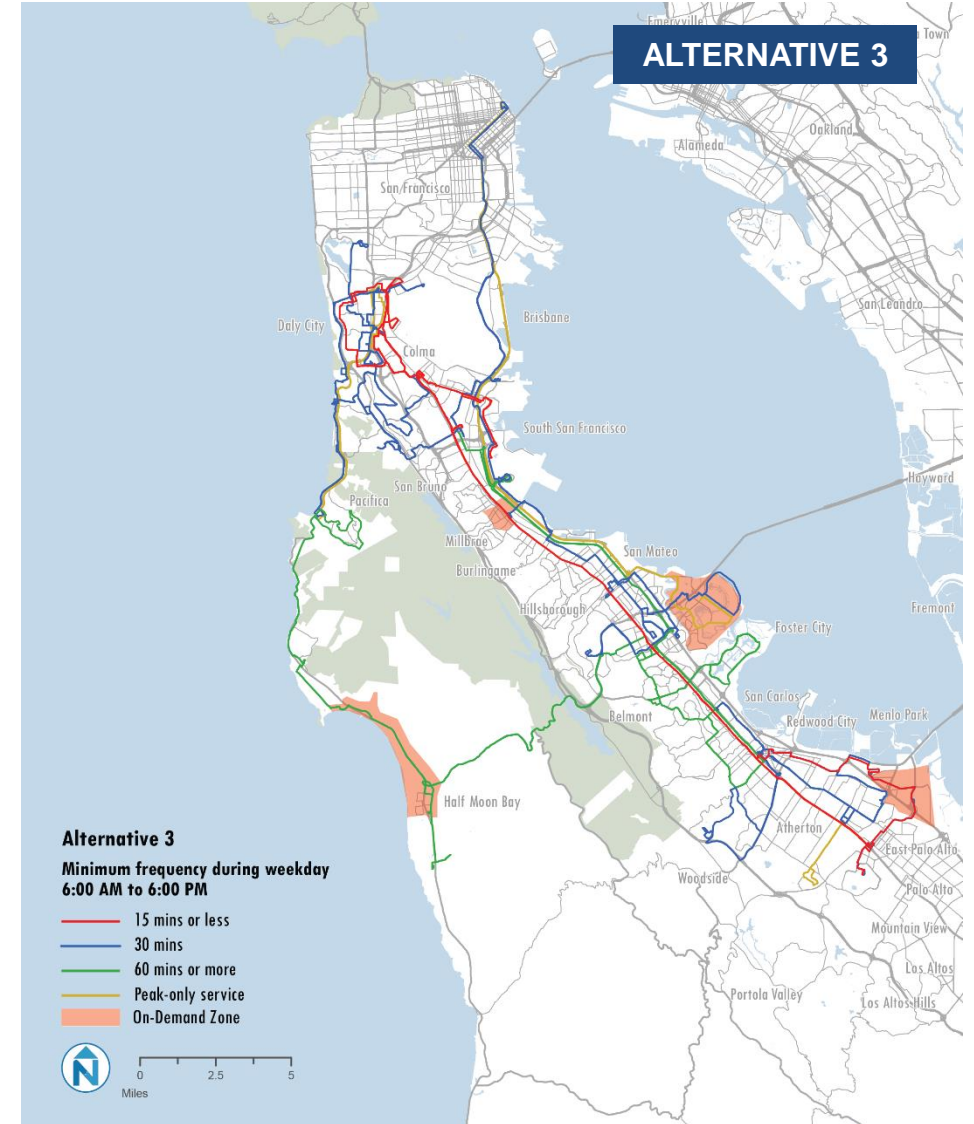 ALTERNATIVE 3
Emeryville
Town
Oakland
Alameda
San Francisco
San Leandro
Daly City
Brisbane
Colma
South San Francisco
Hayward
San Bruno
Pacifica
Millbrae
San Mateo
Burlingame
Hillsborough
Fremont
Foster City
San Carlos
Belmont
Redwood City
Menlo Park
Half Moon Bay
Atherton
East Palo Alto
Woodside
Palo Alto
Mountain View
Los Altos
Portola Valley
Los Altos Hills
Alternative 3
Minimum frequency during weekday
6:00 AM to 6:00 PM
15 mins or less
30 mins
60 mins or more
Peak-only service
On-Demand Zone
N
0 2.5 5
Miles